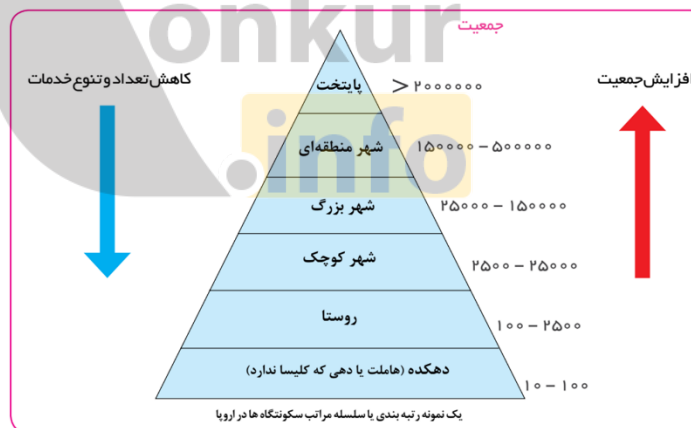 onkur
.info
جمعیت
افزایش جمعیت
کاهش تعداد و تنوع خدمات
پایتخت
> ۲۰۰۰۰۰۰
شهر منطقه‌ای
۱۵۰۰۰۰ – ۵۰۰۰۰۰
شهر بزرگ
۲۵۰۰۰ – ۱۵۰۰۰۰
شهر کوچک
۲۵۰۰ – ۲۵۰۰۰
روستا
۱۰۰ – ۲۵۰۰
دهکده (هاملت یا دهی که کلیسا ندارد)
۱۰ – ۱۰۰
یک نمونه رتبه بندی یا سلسله مراتب سکونتگاه ها در اروپا